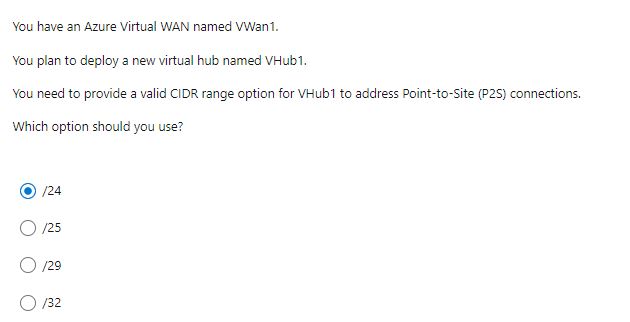 You have an Azure Virtual WAN named VWan1.
You plan to deploy a new virtual hub named VHub1.
You need to provide a valid CIDR range option for VHub1 to address Point-to-Site (P2S) connections.
Which option should you use?
/24
/25
/29
/32